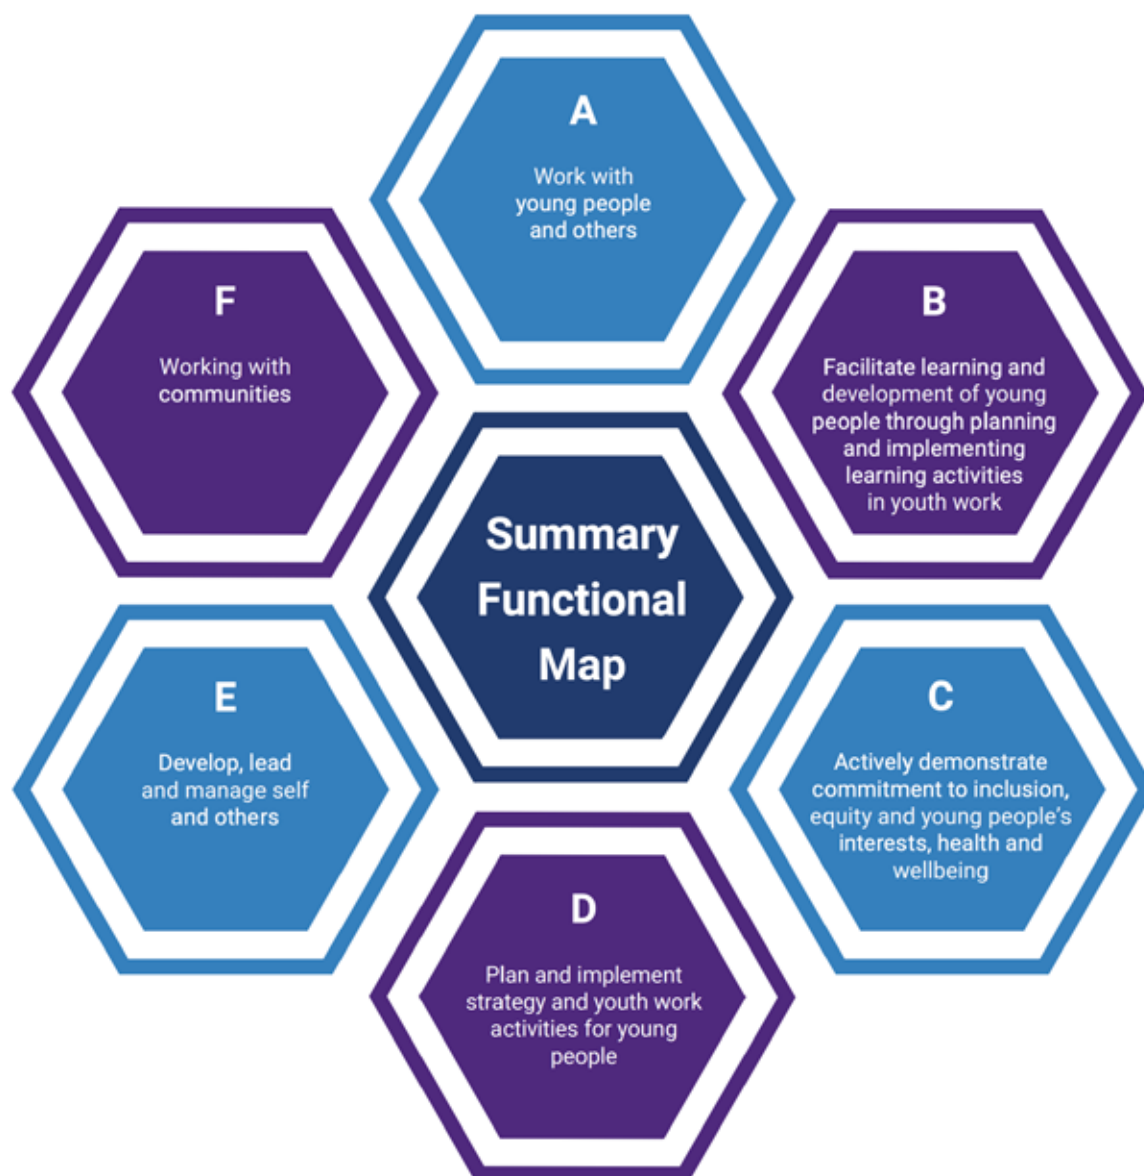 A
Work with
young people
and others
B
Facilitate learning and
development of young
people through planning
and implementing
learning activities
in youth work
C
Actively demonstrate
commitment to inclusion,
equity and young people’s
interests, health and
wellbeing
D
Plan and implement
strategy and youth work
activities for young
people
E
Develop, lead
and manage self
and others
F
Working with
communities
Summary
Functional
Map